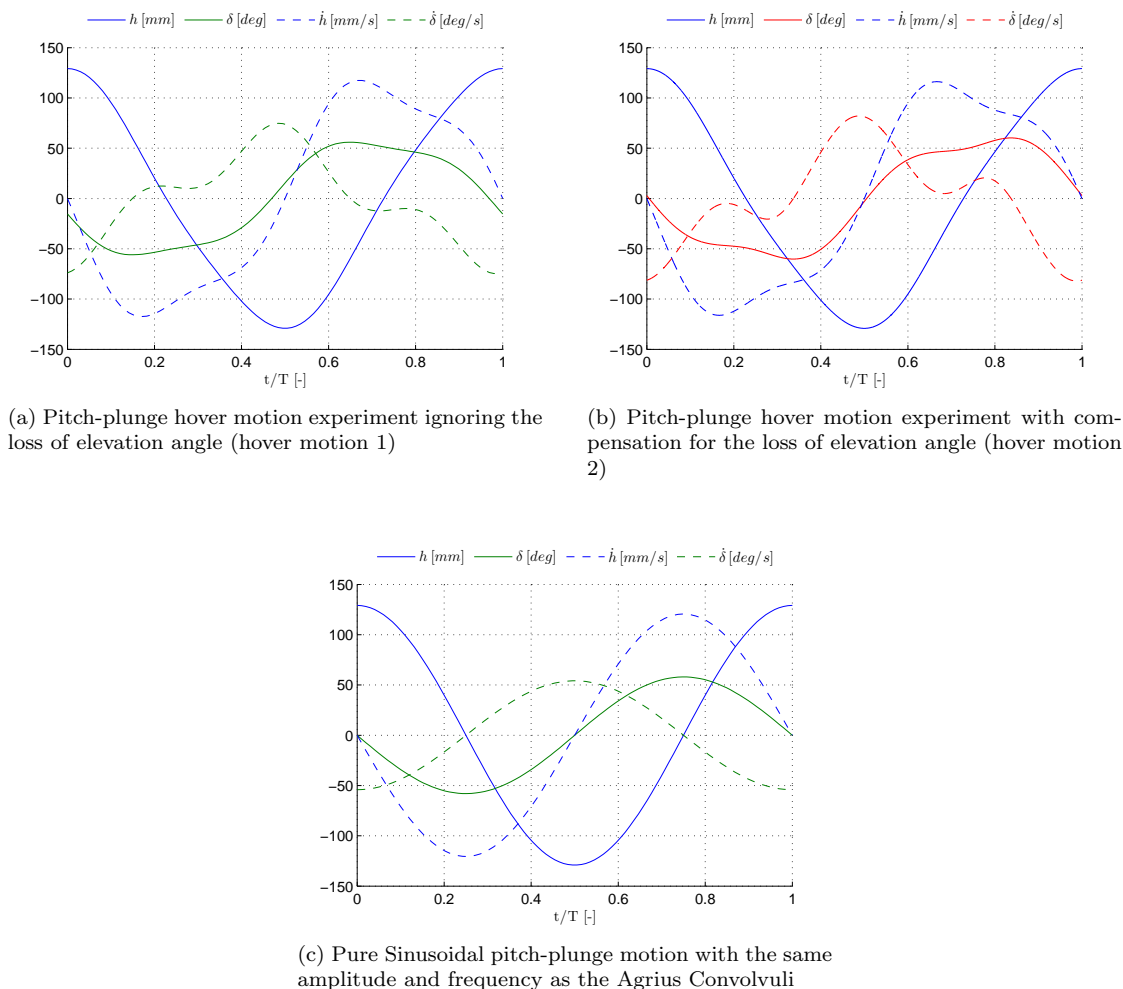 h [mm] δ [deg] ḣ [mm/s] δ̇ [deg/s]
150
100
50
0
−50
−100
−150
0 0.2 0.4 0.6 0.8 1
t/T [-]
(a) Pitch-plunge hover motion experiment ignoring the
loss of elevation angle (hover motion 1)
h [mm] δ [deg] ḣ [mm/s] δ̇ [deg/s]
150
100
50
0
−50
−100
−150
0 0.2 0.4 0.6 0.8 1
t/T [-]
(b) Pitch-plunge hover motion experiment with com-
pensation for the loss of elevation angle (hover motion
2)
h [mm] δ [deg] ḣ [mm/s] δ̇ [deg/s]
150
100
50
0
−50
−100
−150
0 0.2 0.4 0.6 0.8 1
t/T [-]
(c) Pure Sinusoidal pitch-plunge motion with the same
amplitude and frequency as the Agrius Convolvuli